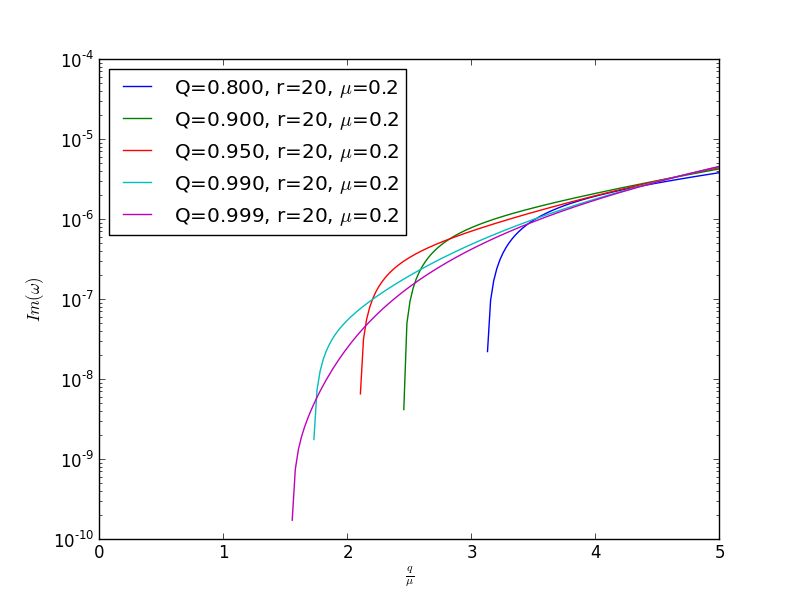 10^-4
Q=0.800, r=20, μ=0.2
Q=0.900, r=20, μ=0.2
Q=0.950, r=20, μ=0.2
Q=0.990, r=20, μ=0.2
Q=0.999, r=20, μ=0.2
10^-5
10^-6
10^-7
10^-8
10^-9
10^-10
Im(ω)
0 1 2 3 4 5
q/μ